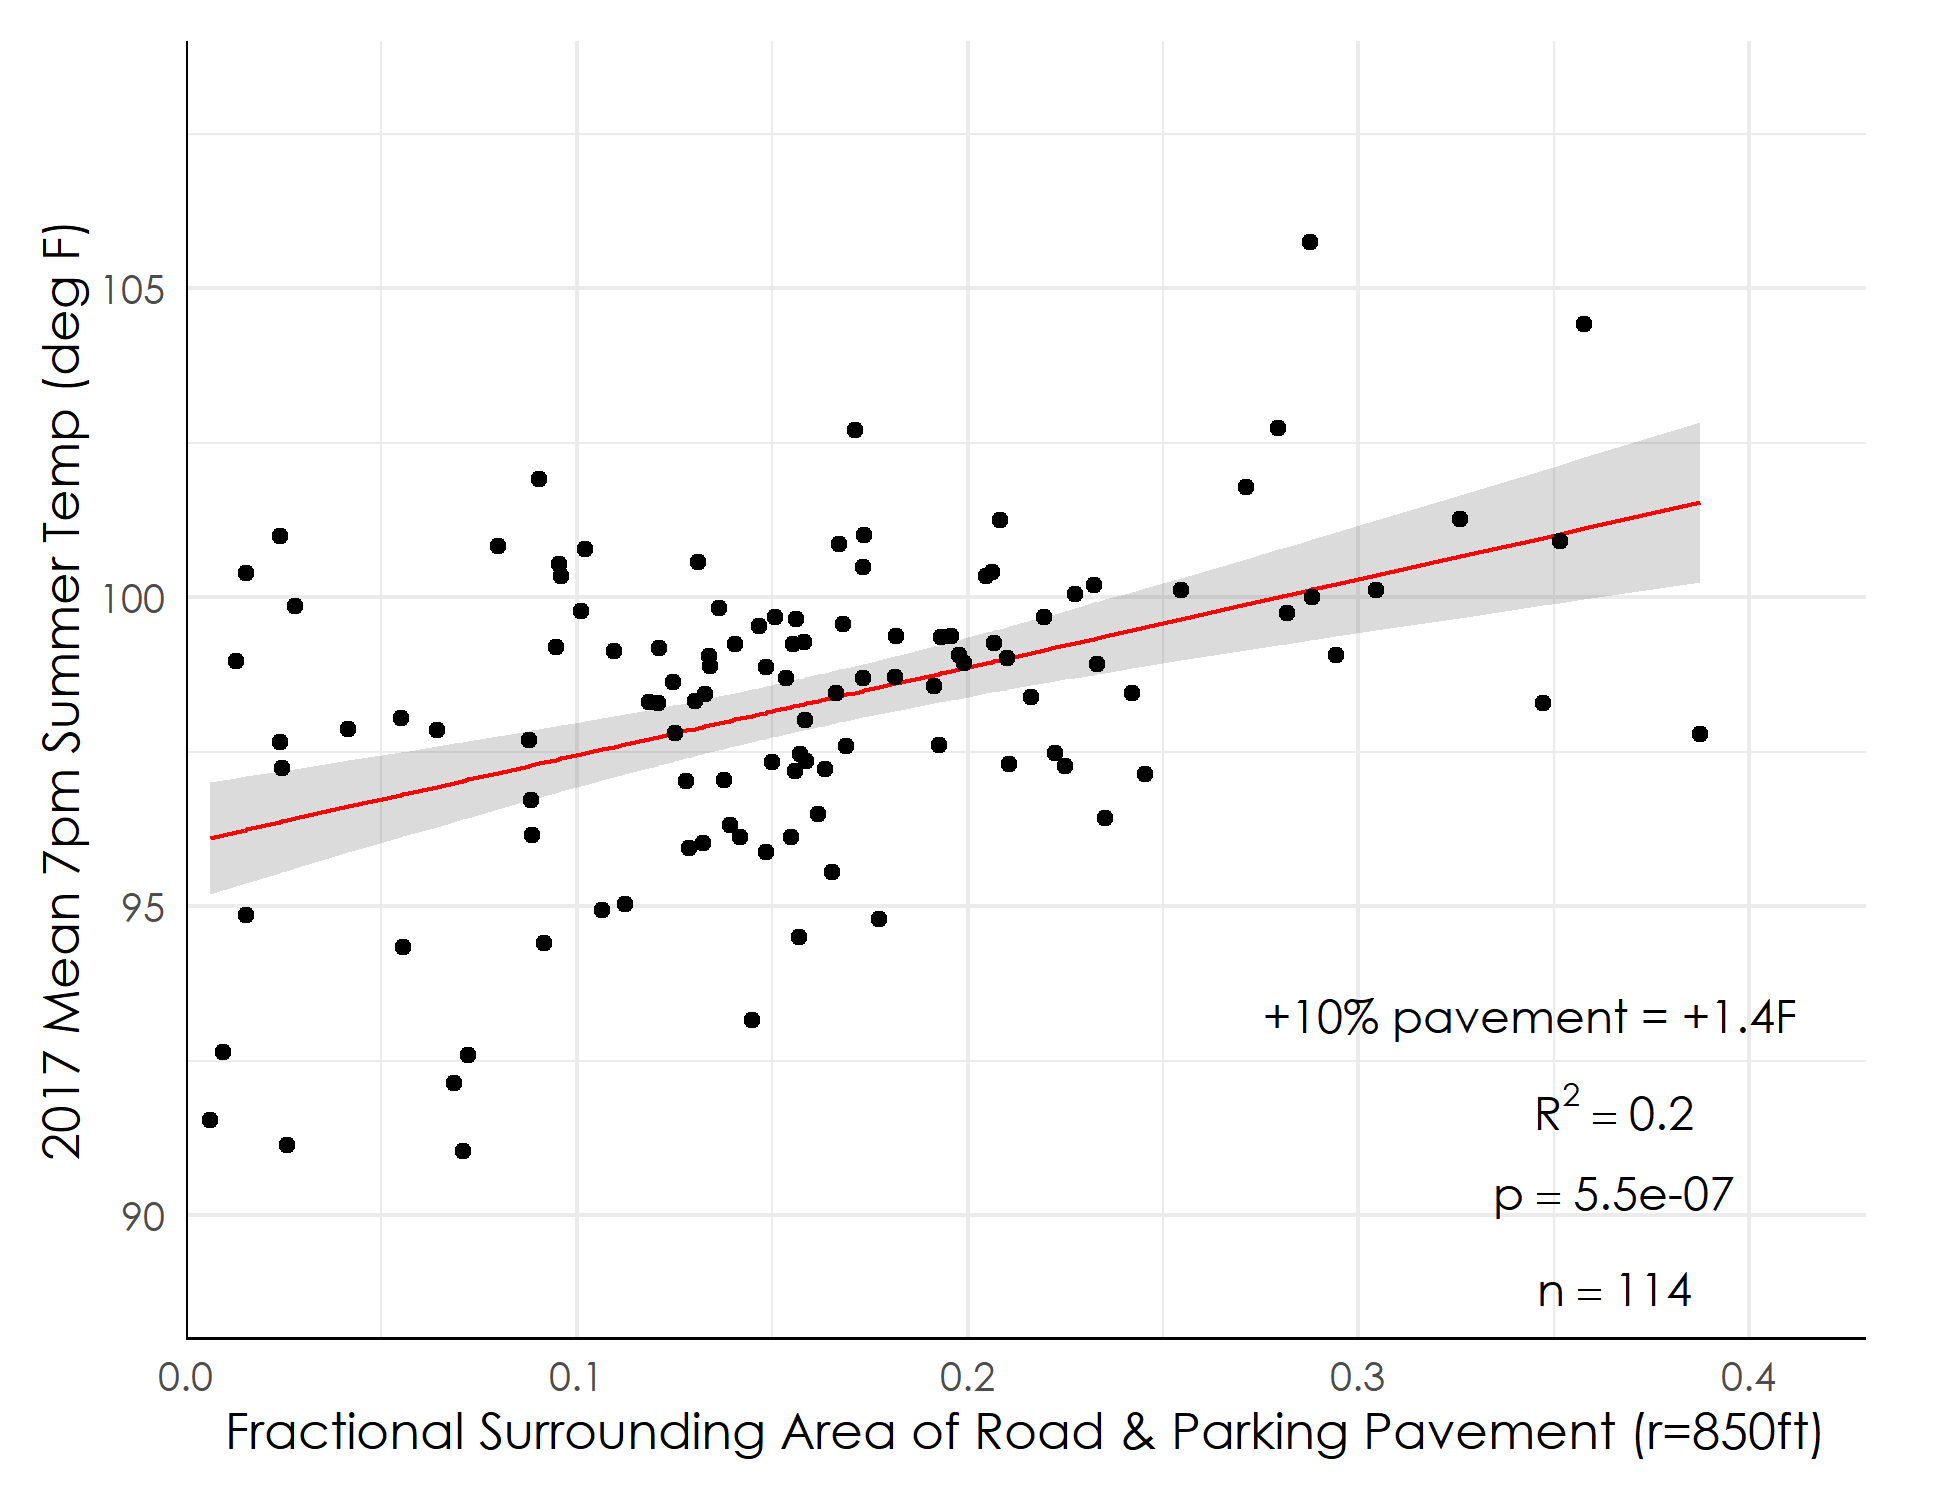 2017 Mean 7pm Summer Temp (deg F)
105
100
95
90
+10% pavement = +1.4F
R² = 0.2
p = 5.5e-07
n = 114
0.0 0.1 0.2 0.3 0.4
Fractional Surrounding Area of Road & Parking Pavement (r=850ft)